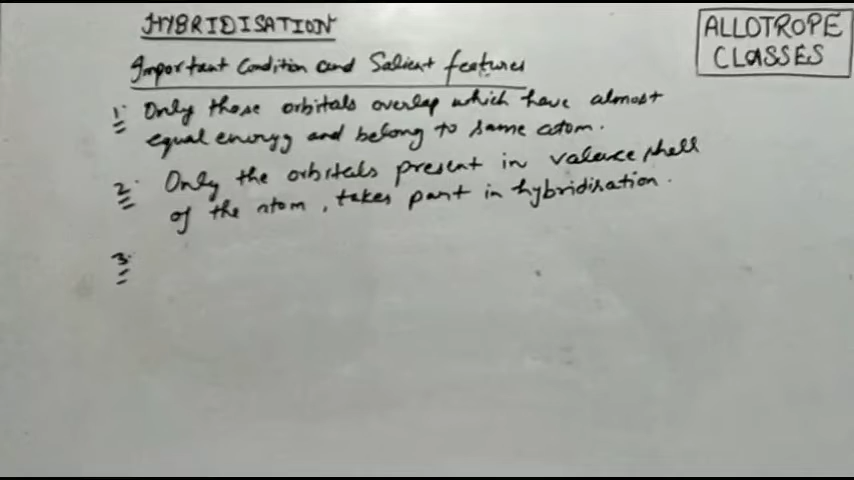 HYBRIDISATION
ALLOTROPE
CLASSES
Important Condition and Salient features
1. Only those orbitals overlap which have almost
equal energy and belong to same atom.
2. Only the orbitals present in valence shell
of the atom, takes part in hybridisation.
3.